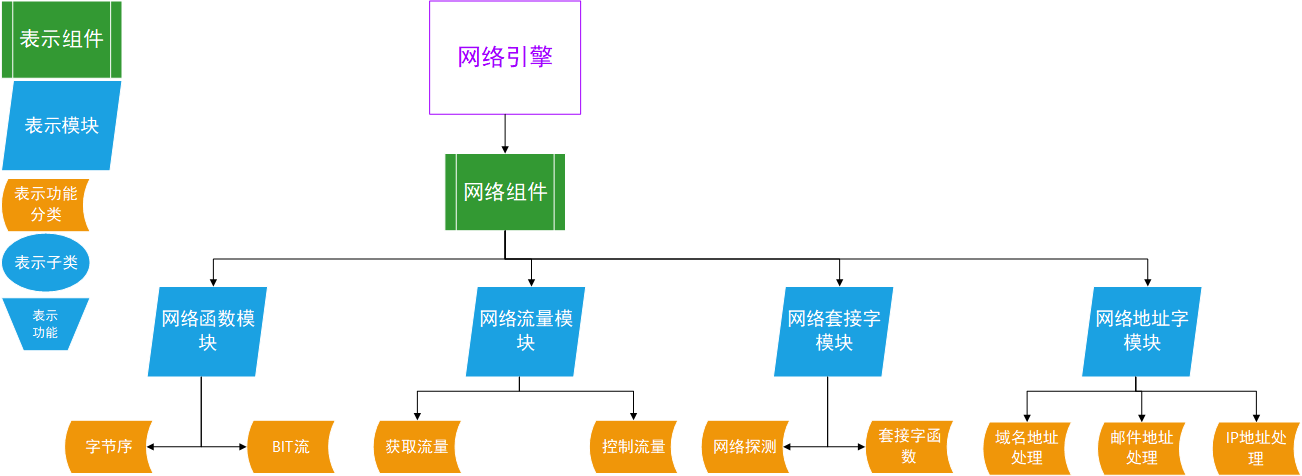 表示组件
表示模块
表示功能
分类
表示子类
表示
功能
网络引擎
网络组件
网络函数模
块
网络流量模
块
网络套接字
模块
网络地址字
模块
字节序
BIT流
获取流量
控制流量
网络探测
套接字函
数
域名地址
处理
邮件地址
处理
IP地址处
理